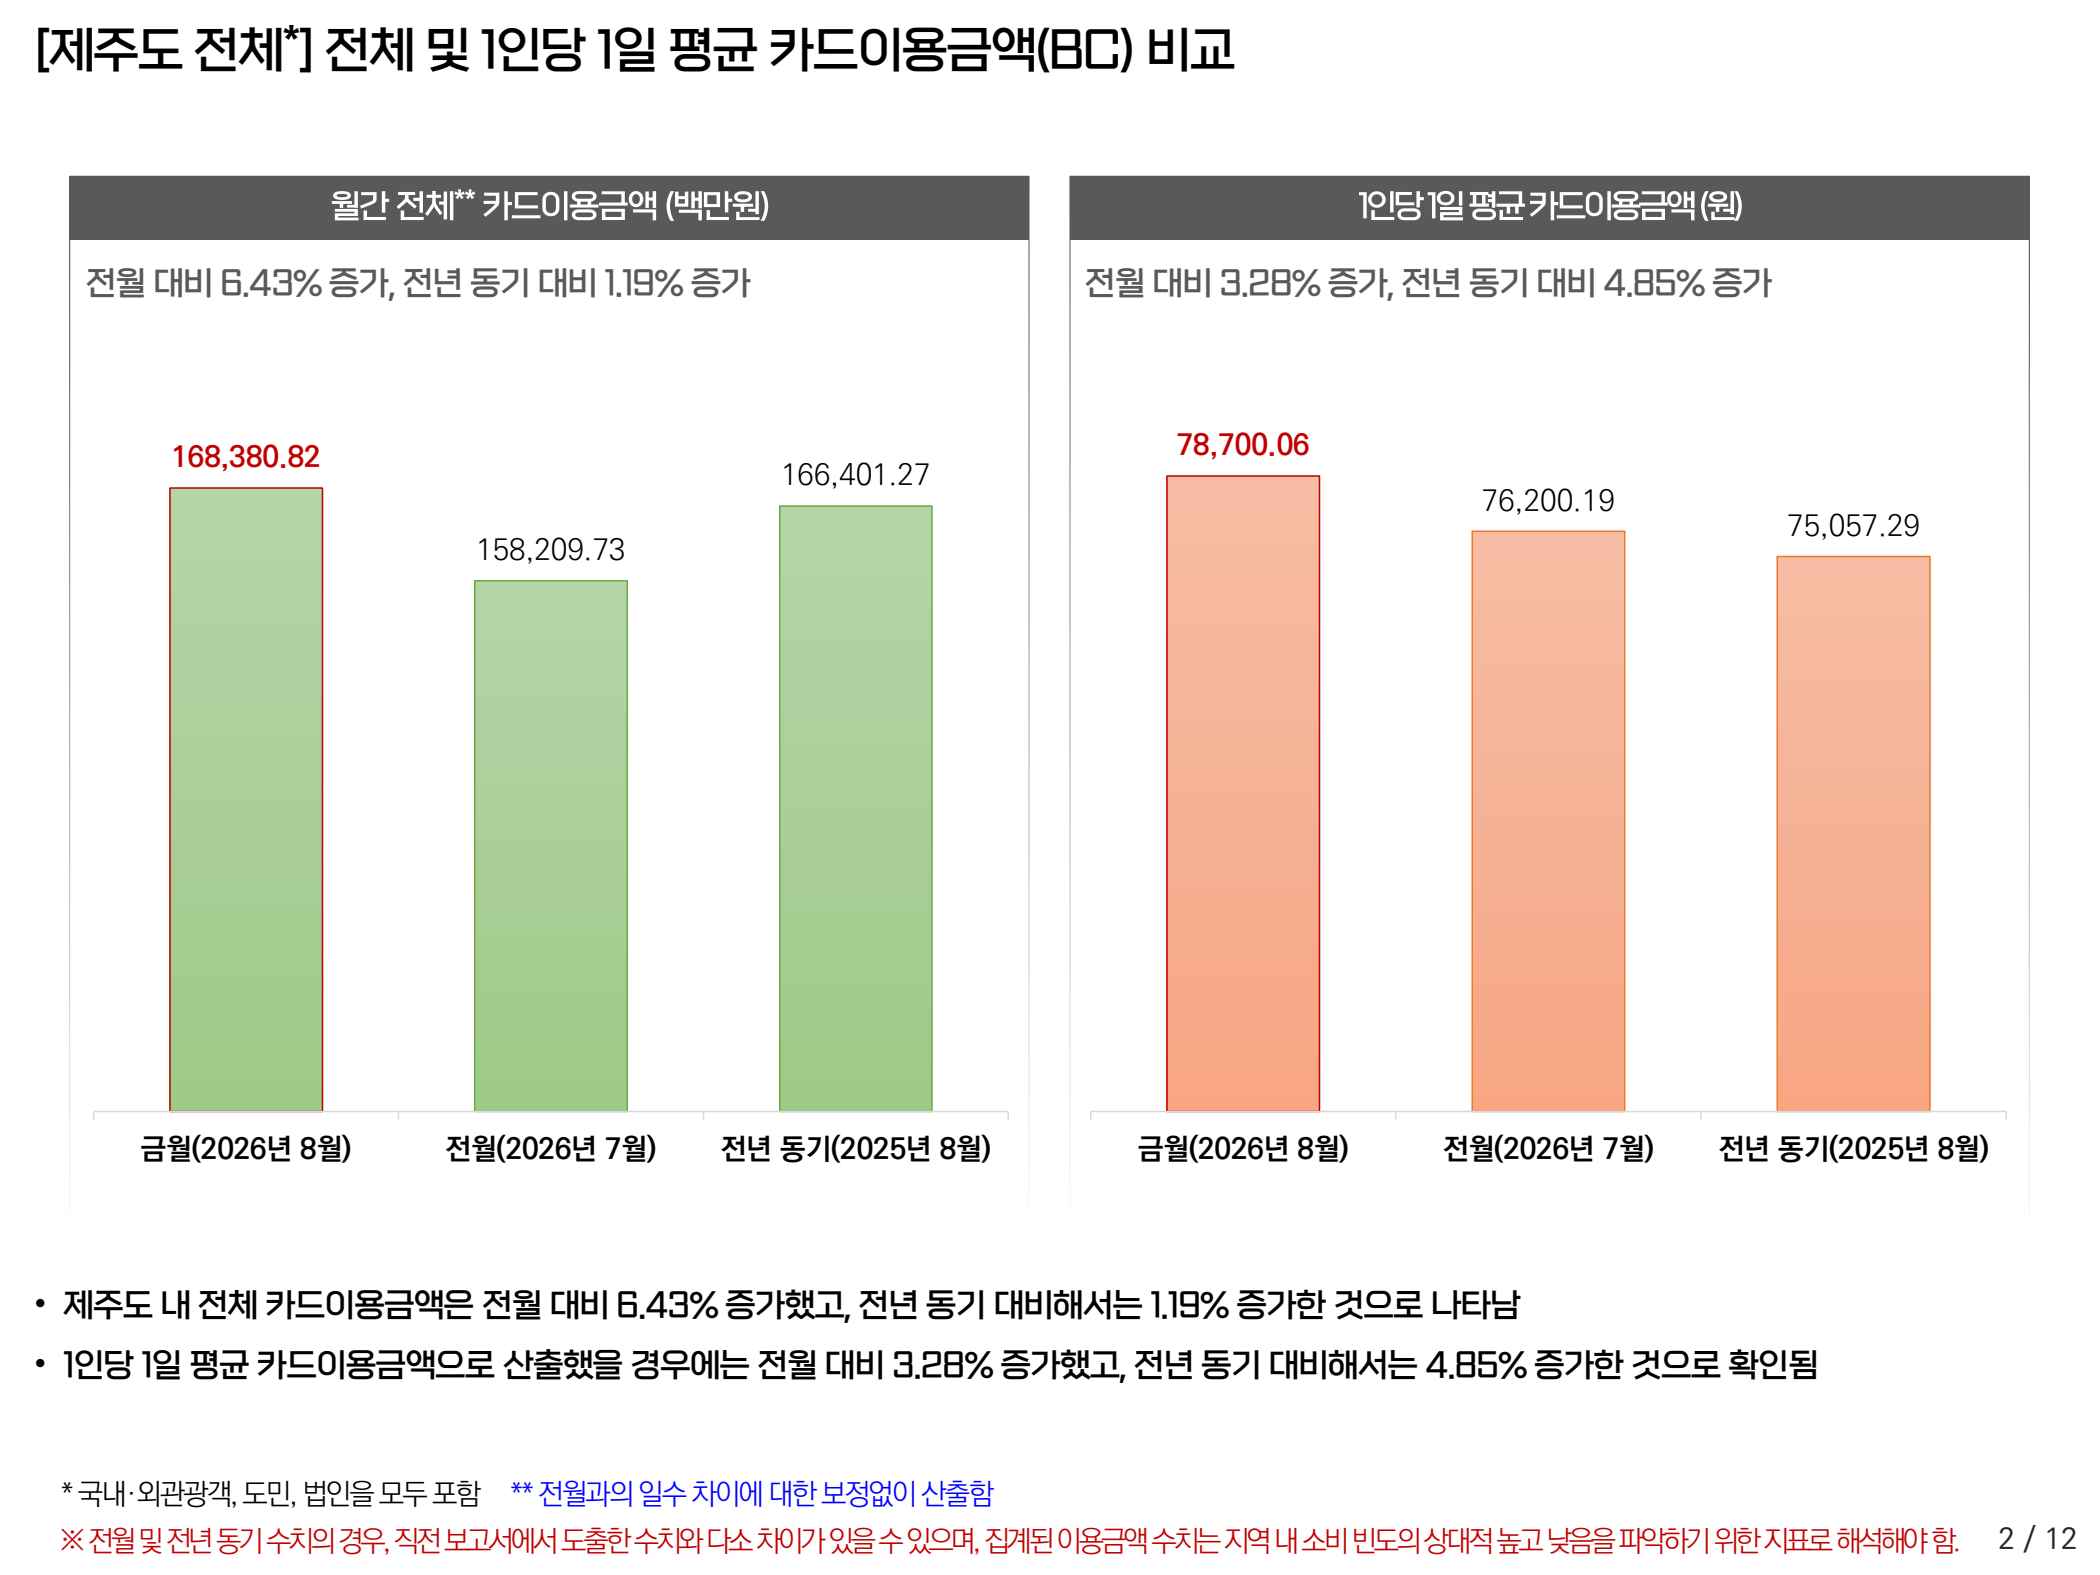 [제주도 전체*] 전체 및 1인당 1일 평균 카드이용금액(BC) 비교
월간 전체** 카드이용금액 (백만원)
전월 대비 6.43% 증가, 전년 동기 대비 1.19% 증가
168,380.82
158,209.73
166,401.27
금월(2026년 8월)
전월(2026년 7월)
전년 동기(2025년 8월)
1인당 1일 평균 카드이용금액 (원)
전월 대비 3.28% 증가, 전년 동기 대비 4.85% 증가
78,700.06
76,200.19
75,057.29
금월(2026년 8월)
전월(2026년 7월)
전년 동기(2025년 8월)
• 제주도 내 전체 카드이용금액은 전월 대비 6.43% 증가했고, 전년 동기 대비해서는 1.19% 증가한 것으로 나타남
• 1인당 1일 평균 카드이용금액으로 산출했을 경우에는 전월 대비 3.28% 증가했고, 전년 동기 대비해서는 4.85% 증가한 것으로 확인됨
* 국내·외관광객, 도민, 법인을 모두 포함 ** 전월과의 일수 차이에 대한 보정없이 산출함
※ 전월 및 전년 동기 수치의 경우, 직전 보고서에서 도출한 수치와 다소 차이가 있을 수 있으며, 집계된 이용금액 수치는 지역 내 소비 빈도의 상대적 높고 낮음을 파악하기 위한 지표로 해석해야 함.
2 / 12